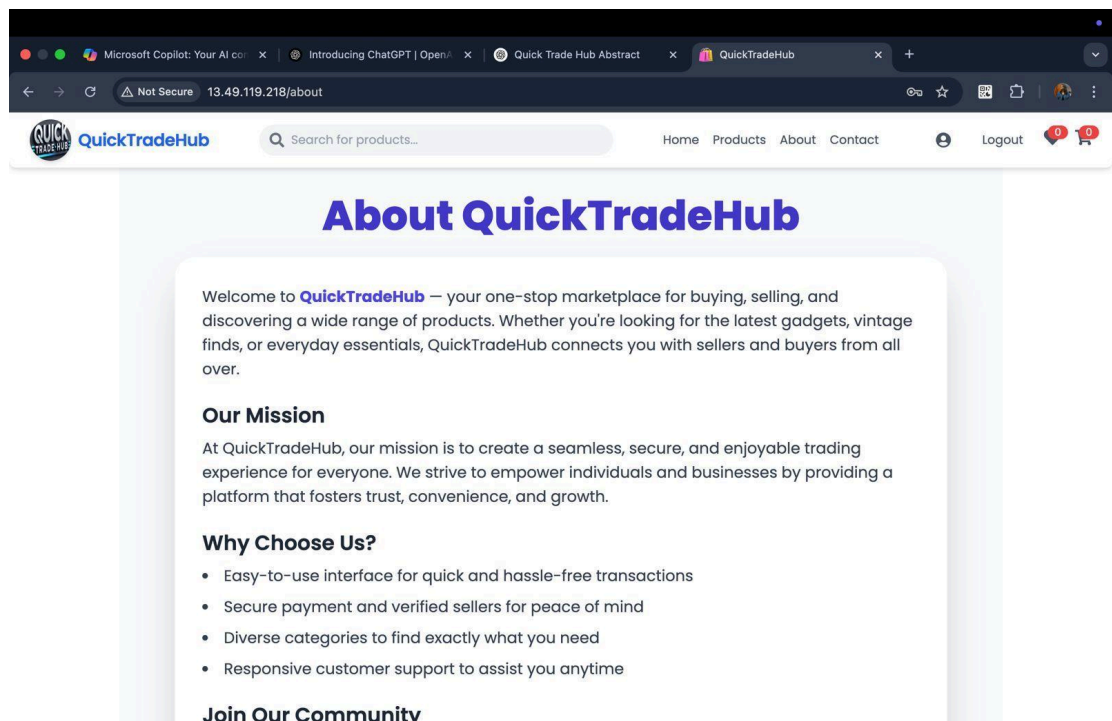 Microsoft Copilot: Your AI con
Introducing ChatGPT | OpenA
Quick Trade Hub Abstract
QuickTradeHub
Not Secure 13.49.119.218/about
QUICK
TRADE-HUB
QuickTradeHub
Search for products...
Home Products About Contact
Logout
0
0
About QuickTradeHub
Welcome to QuickTradeHub — your one-stop marketplace for buying, selling, and
discovering a wide range of products. Whether you're looking for the latest gadgets, vintage
finds, or everyday essentials, QuickTradeHub connects you with sellers and buyers from all
over.
Our Mission
At QuickTradeHub, our mission is to create a seamless, secure, and enjoyable trading
experience for everyone. We strive to empower individuals and businesses by providing a
platform that fosters trust, convenience, and growth.
Why Choose Us?
• Easy-to-use interface for quick and hassle-free transactions
• Secure payment and verified sellers for peace of mind
• Diverse categories to find exactly what you need
• Responsive customer support to assist you anytime
Join Our Community